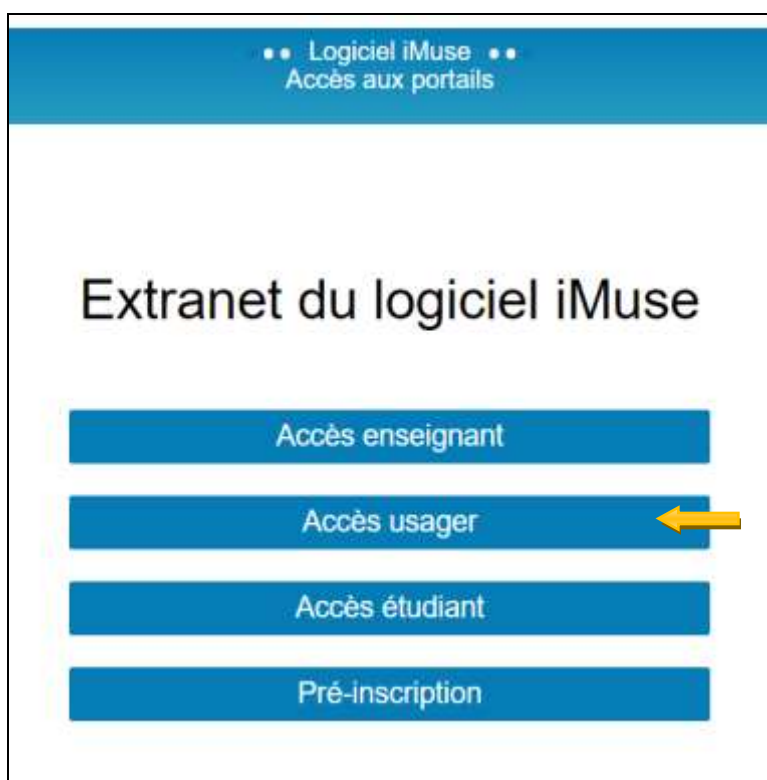 •• Logiciel iMuse ••
Accès aux portails
Extranet du logiciel iMuse
Accès enseignant
Accès usager
Accès étudiant
Pré-inscription